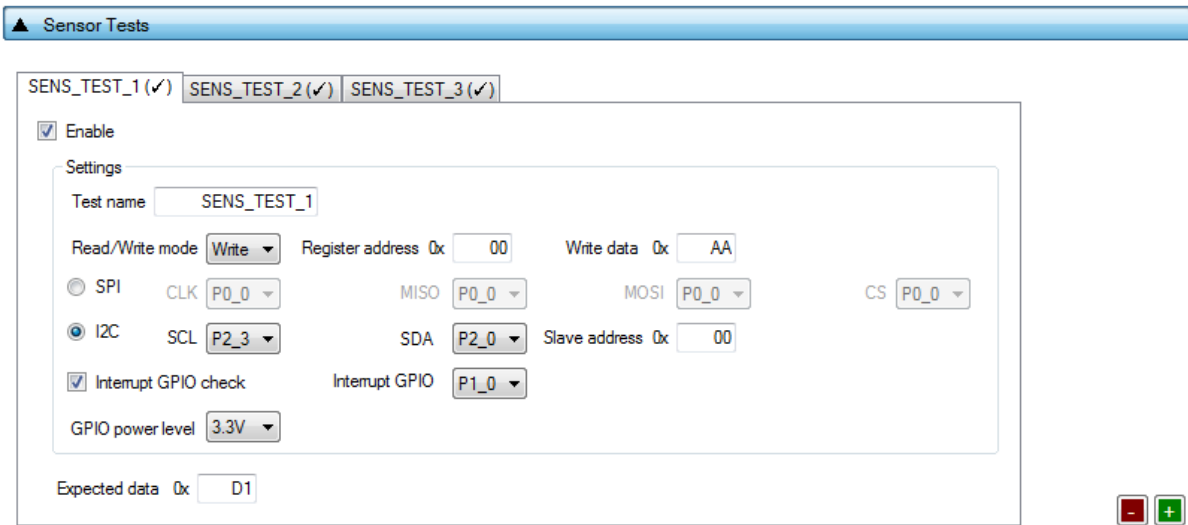 ▲ Sensor Tests
SENS_TEST_1 (✓) SENS_TEST_2 (✓) SENS_TEST_3 (✓)
Enable
Settings
Test name SENS_TEST_1
Read/Write mode Write Register address 0x 00 Write data 0x AA
SPI CLK P0_0 MISO P0_0 MOSI P0_0 CS P0_0
I2C SCL P2_3 SDA P2_0 Slave address 0x 00
Interrupt GPIO check Interrupt GPIO P1_0
GPIO power level 3.3V
Expected data 0x D1
- +